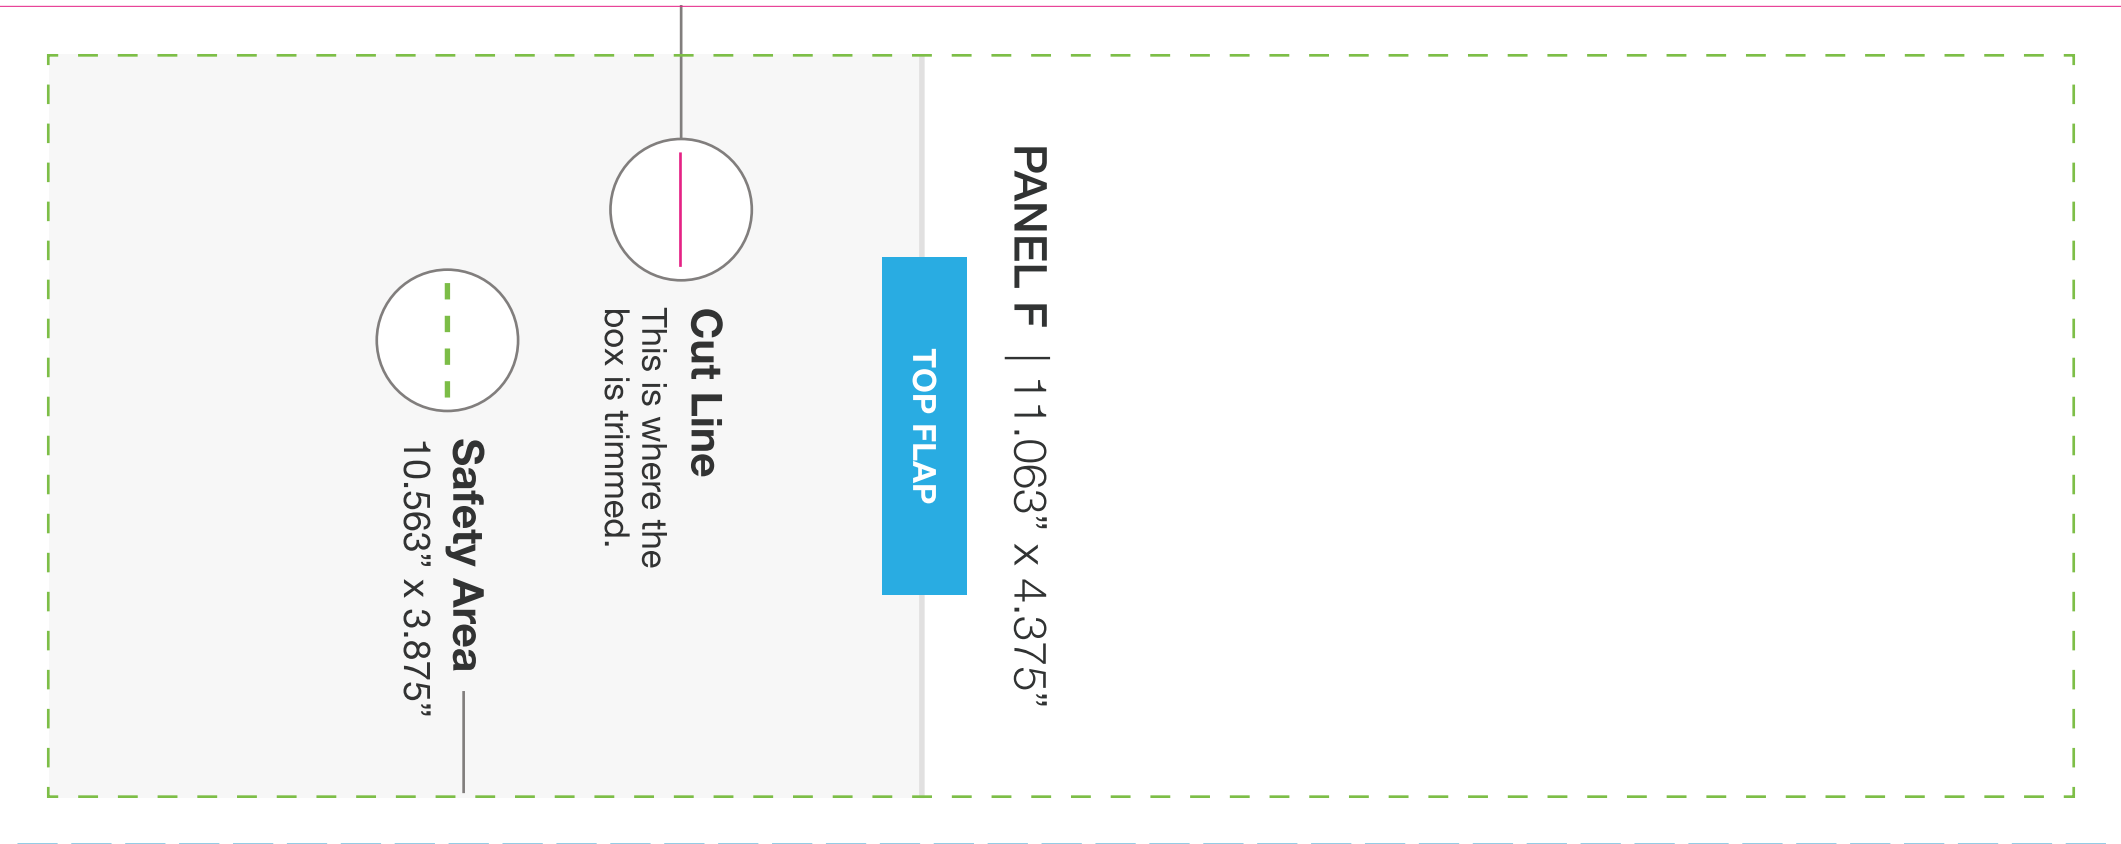 PANEL F | 11.063” x 4.375”
TOP FLAP
Cut Line
This is where the
box is trimmed.
Safety Area
10.563” x 3.875”